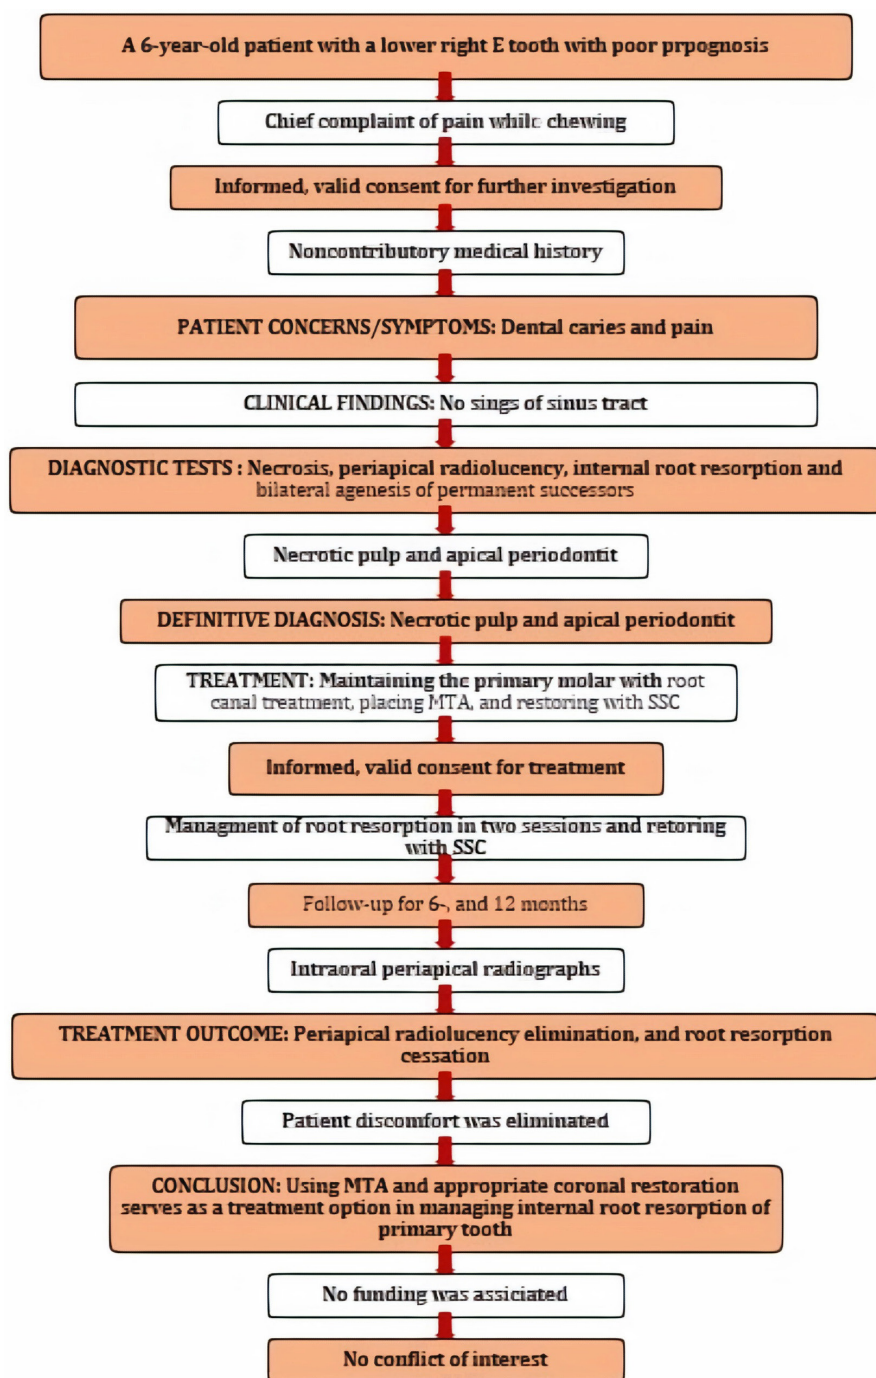 A 6-year-old patient with a lower right E tooth with poor prpognosis
Chief complaint of pain while chewing
Informed, valid consent for further investigation
Noncontributory medical history
PATIENT CONCERNS/SYMPTOMS: Dental caries and pain
CLINICAL FINDINGS: No sings of sinus tract
DIAGNOSTIC TESTS : Necrosis, periapical radiolucency, internal root resorption and
bilateral agenesis of permanent successors
Necrotic pulp and apical periodontit
DEFINITIVE DIAGNOSIS: Necrotic pulp and apical periodontit
TREATMENT: Maintaining the primary molar with root
canal treatment, placing MTA, and restoring with SSC
Informed, valid consent for treatment
Managment of root resorption in two sessions and retoring
with SSC
Follow-up for 6-, and 12 months
Intraoral periapical radiographs
TREATMENT OUTCOME: Periapical radiolucency elimination, and root resorption
cessation
Patient discomfort was eliminated
CONCLUSION: Using MTA and appropriate coronal restoration
serves as a treatment option in managing internal root resorption of
primary tooth
No funding was assiciated
No conflict of interest